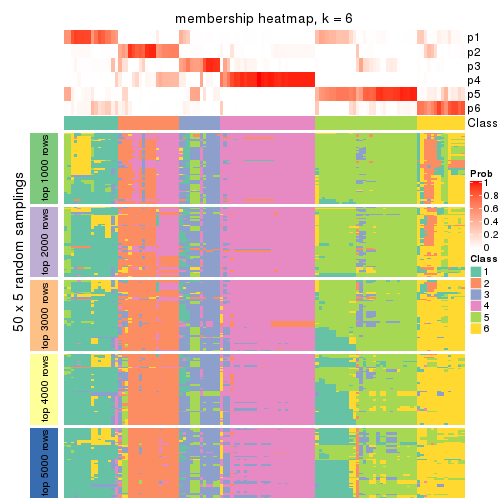 membership heatmap, k = 6
p1
p2
p3
p4
p5
p6
Class
50 x 5 random samplings
top 1000 rows
top 2000 rows
top 3000 rows
top 4000 rows
top 5000 rows
Prob
1
0.8
0.6
0.4
0.2
0
Class
1
2
3
4
5
6